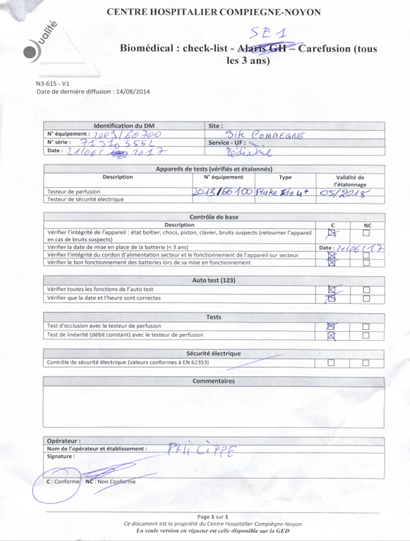 CENTRE HOSPITALIER COMPIEGNE-NOYON
Qualité
SE1
Biomédical : check-list - Alaris GH – Carefusion (tous
les 3 ans)
N3-615 - V1
Date de dernière diffusion : 14/08/2014
Identification du DM
Site :
N° équipement : 2003/60700
Site COMPIEGNE
N° série :
Service - UF :
Date : 21/06/ 2017
Pédiatrie
Appareils de tests (vérifiés et étalonnés)
Description N° équipement Type Validité de l'étalonnage
Testeur de perfusion 2013/60100 Fluke Ida 4+ 05/2018
Testeur de sécurité électrique
Contrôle de base
Description C NC
Vérifier l'intégrité de l'appareil : état boitier, chocs, piston, clavier, bruits suspects (retourner l'appareil
en cas de bruits suspects)
Vérifier la date de mise en place de la batterie (< 3 ans) Date : 21/06/17
Vérifier l'intégrité du cordon d'alimentation secteur et le fonctionnement de l'appareil sur secteur
Vérifier le bon fonctionnement des batteries lors de sa mise en fonctionnement
Auto test (123)
Vérifier toutes les fonctions de l'auto test
Vérifier que la date et l'heure sont correctes
Tests
Test d'occlusion avec le testeur de perfusion
Test de linéarité (débit constant) avec le testeur de perfusion
Sécurité électrique
Contrôle de sécurité électrique (valeurs conformes à EN 62353)
Commentaires
Opérateur :
Nom de l'opérateur et établissement : PHILIPPE
Signature :
C : Conforme NC : Non Conforme
Page 1 sur 1
Ce document est la propriété du Centre Hospitalier Compiègne-Noyon
La seule version en vigueur est celle disponible sur la GED